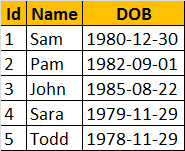 Id Name DOB
1 Sam 1980-12-30
2 Pam 1982-09-01
3 John 1985-08-22
4 Sara 1979-11-29
5 Todd 1978-11-29